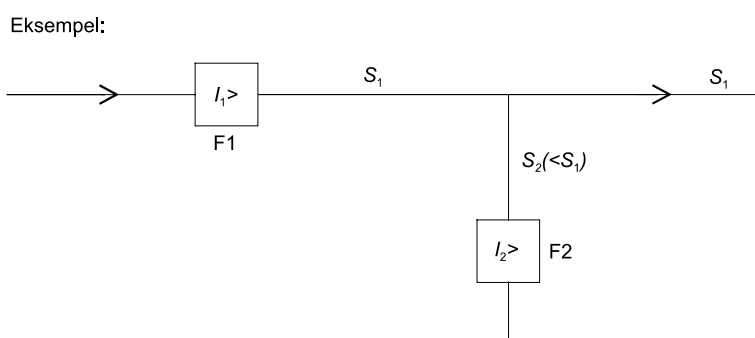 Eksempel:
S₁
S₁
I₁>
F1
S₂(<S₁)
I₂>
F2